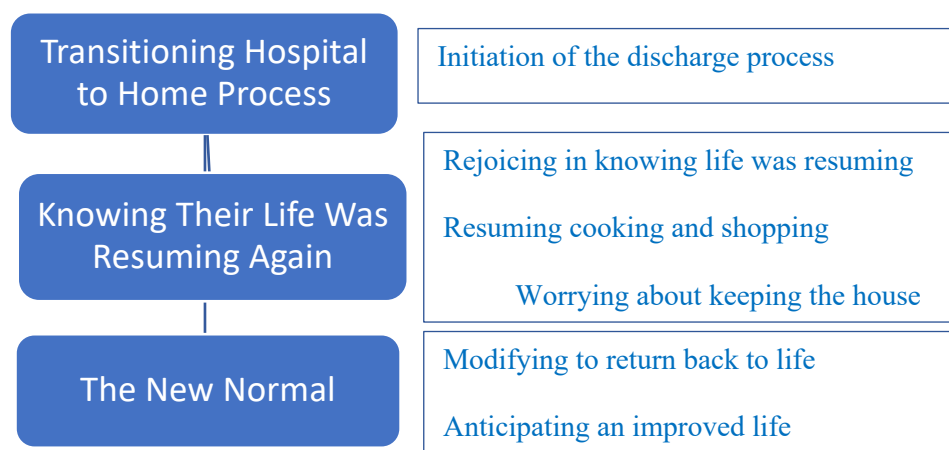 Transitioning Hospital
to Home Process
Initiation of the discharge process
Knowing Their Life Was
Resuming Again
Rejoicing in knowing life was resuming
Resuming cooking and shopping
Worrying about keeping the house
The New Normal
Modifying to return back to life
Anticipating an improved life